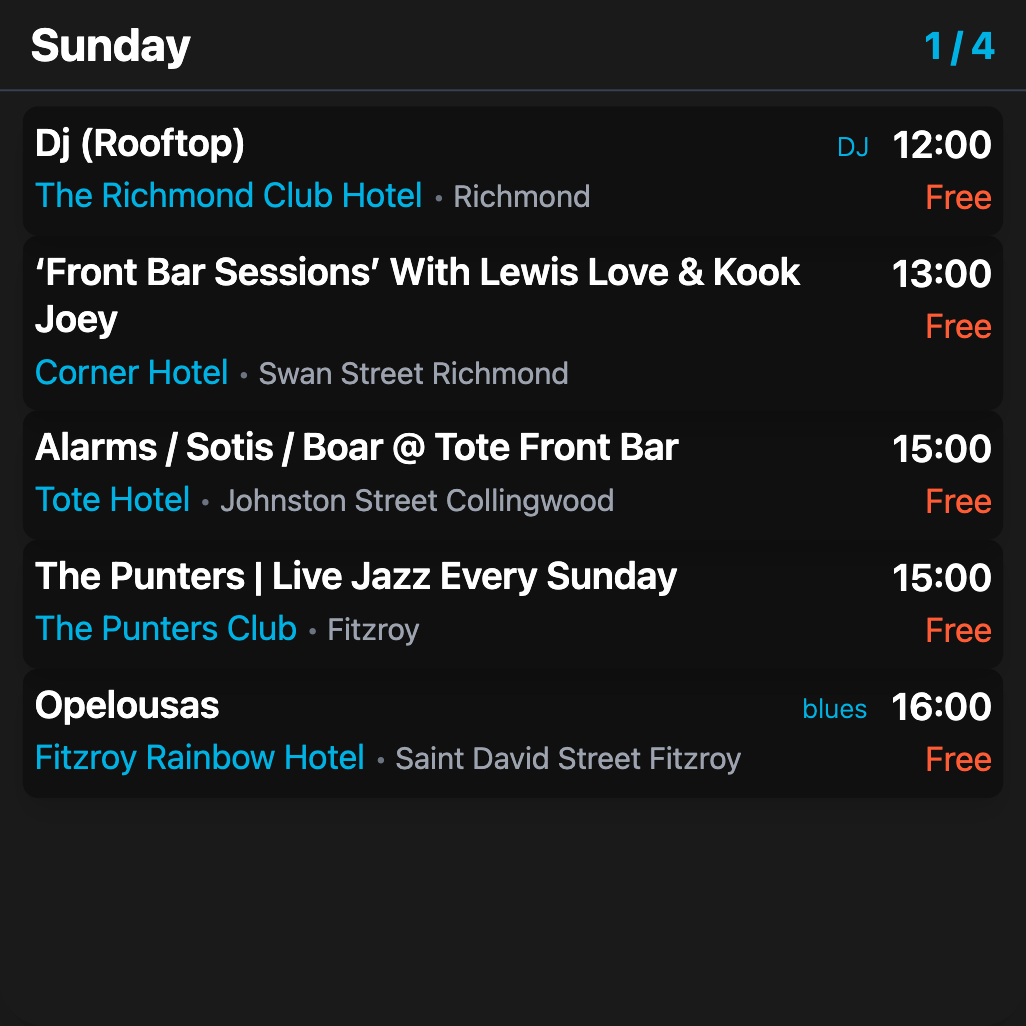 Sunday 1 / 4
Dj (Rooftop) DJ 12:00
The Richmond Club Hotel • Richmond Free
‘Front Bar Sessions’ With Lewis Love & Kook 13:00
Joey Free
Corner Hotel • Swan Street Richmond
Alarms / Sotis / Boar @ Tote Front Bar 15:00
Tote Hotel • Johnston Street Collingwood Free
The Punters | Live Jazz Every Sunday 15:00
The Punters Club • Fitzroy Free
Opelousas blues 16:00
Fitzroy Rainbow Hotel • Saint David Street Fitzroy Free